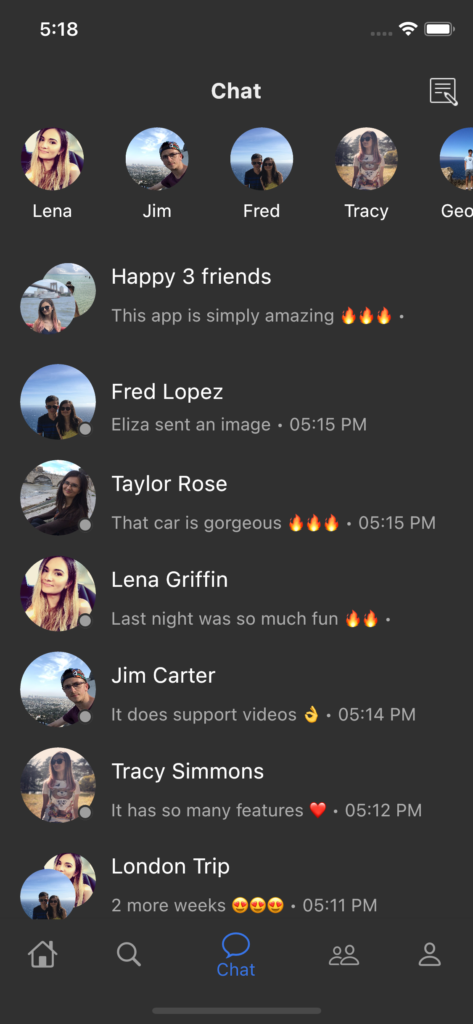 5:18
Chat
Lena Jim Fred Tracy Geo
Happy 3 friends
This app is simply amazing 🔥🔥🔥 •
Fred Lopez
Eliza sent an image • 05:15 PM
Taylor Rose
That car is gorgeous 🔥🔥🔥 • 05:15 PM
Lena Griffin
Last night was so much fun 🔥🔥 •
Jim Carter
It does support videos 👌 • 05:14 PM
Tracy Simmons
It has so many features ❤️ • 05:12 PM
London Trip
2 more weeks 😍😍😍 • 05:11 PM
Chat